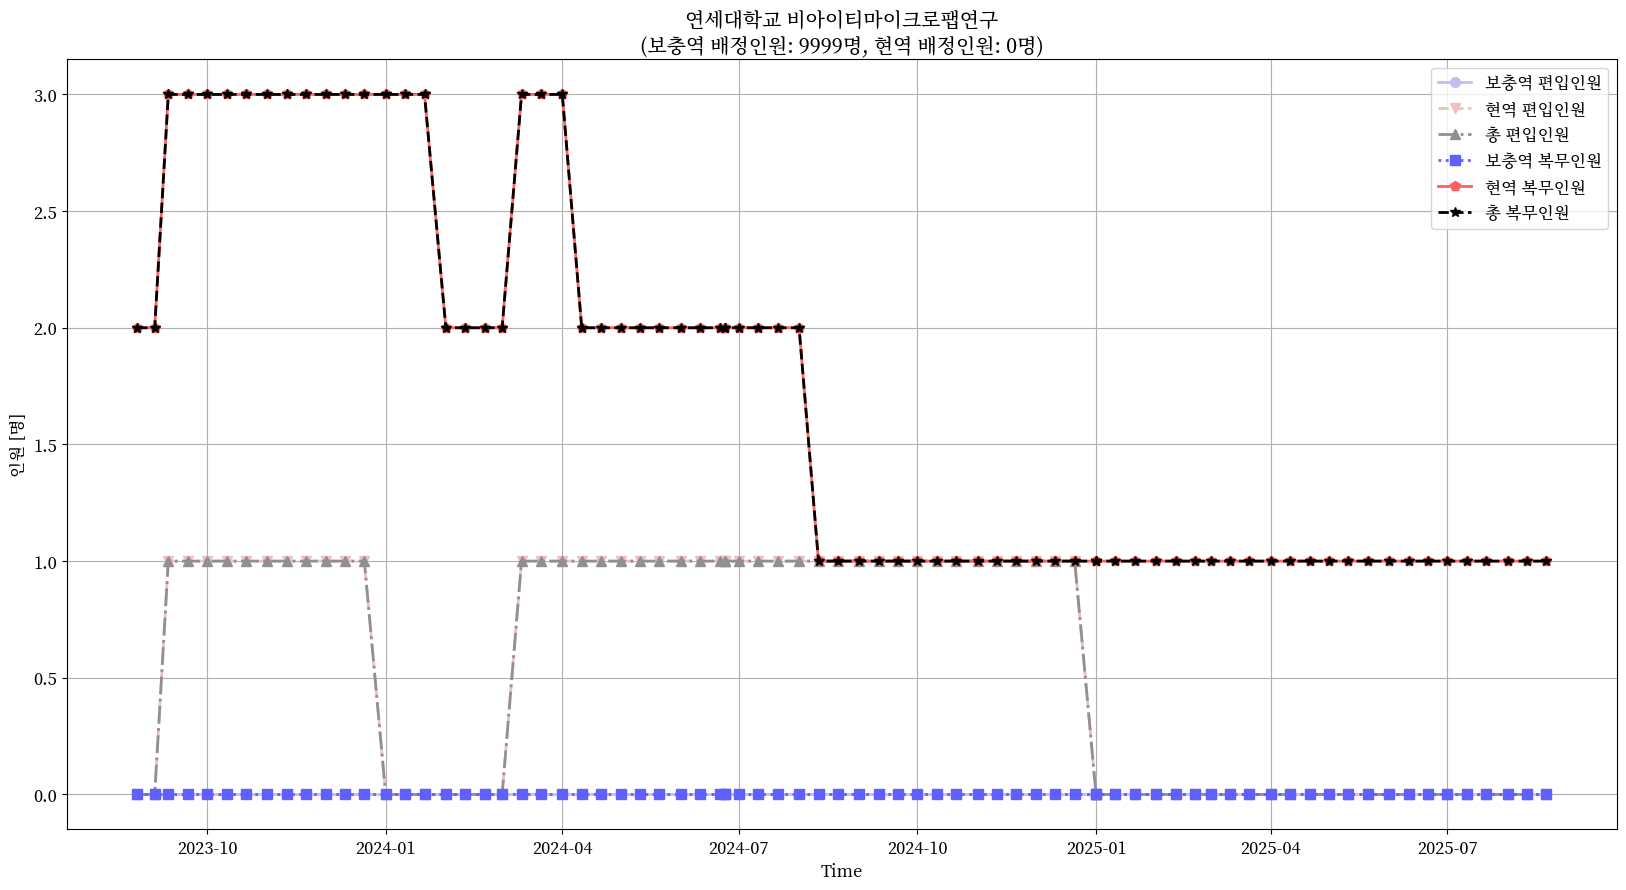 연세대학교 비아이티마이크로팹연구
(보충역 배정인원: 9999명, 현역 배정인원: 0명)
보충역 편입인원
현역 편입인원
총 편입인원
보충역 복무인원
현역 복무인원
총 복무인원
인원 [명]
3.0
2.5
2.0
1.5
1.0
0.5
0.0
2023-10
2024-01
2024-04
2024-07
2024-10
2025-01
2025-04
2025-07
Time